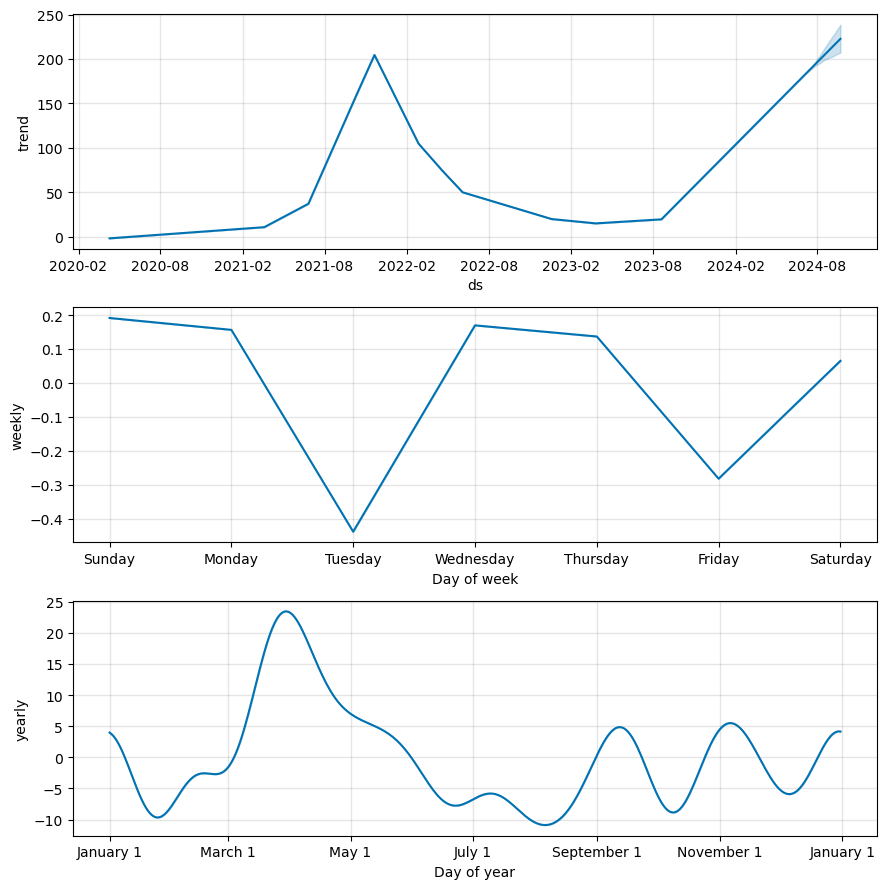 250
200
150
100
50
0
trend
2020-02 2020-08 2021-02 2021-08 2022-02 2022-08 2023-02 2023-08 2024-02 2024-08
ds
0.2
0.1
0.0
−0.1
−0.2
−0.3
−0.4
weekly
Sunday Monday Tuesday Wednesday Thursday Friday Saturday
Day of week
25
20
15
10
5
0
−5
−10
yearly
January 1 March 1 May 1 July 1 September 1 November 1 January 1
Day of year